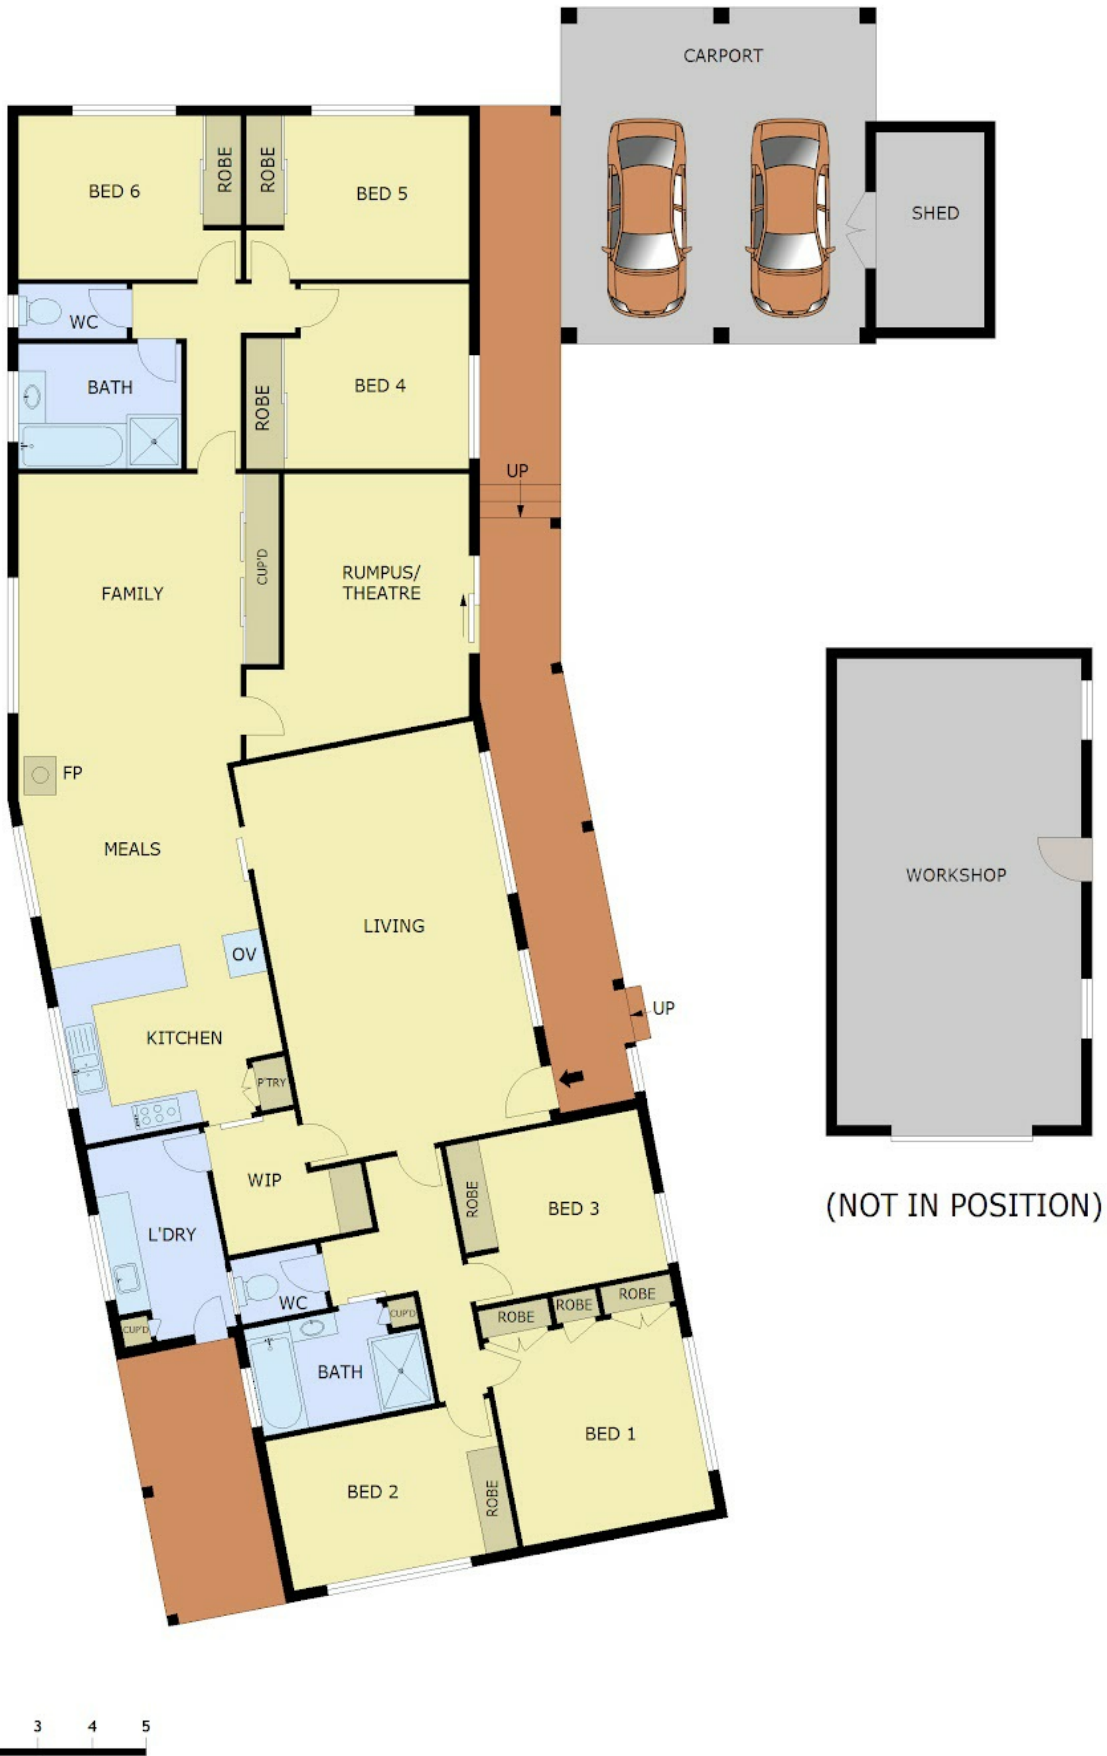 CARPORT
BED 6
ROBE
ROBE
BED 5
SHED
WC
BATH
ROBE
BED 4
UP
FAMILY
CUP'D
RUMPUS/
THEATRE
FP
MEALS
WORKSHOP
LIVING
OV
KITCHEN
UP
P'TRY
WIP
ROBE
BED 3
(NOT IN POSITION)
L'DRY
WC
CUP'D
ROBE
ROBE
ROBE
CUP'D
BATH
BED 1
BED 2
ROBE
3 4 5